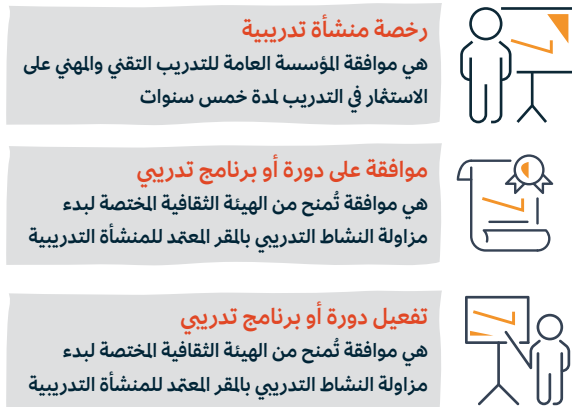 رخصة منشأة تدريبية
هي موافقة المؤسسة العامة للتدريب التقني والمهني على
الاستثمار في التدريب لمدة خمس سنوات
موافقة على دورة أو برنامج تدريبي
هي موافقة تُمنح من الهيئة الثقافية المختصة لبدء
مزاولة النشاط التدريبي بالمقر المعتمد للمنشأة التدريبية
تفعيل دورة أو برنامج تدريبي
هي موافقة تُمنح من الهيئة الثقافية المختصة لبدء
مزاولة النشاط التدريبي بالمقر المعتمد للمنشأة التدريبية